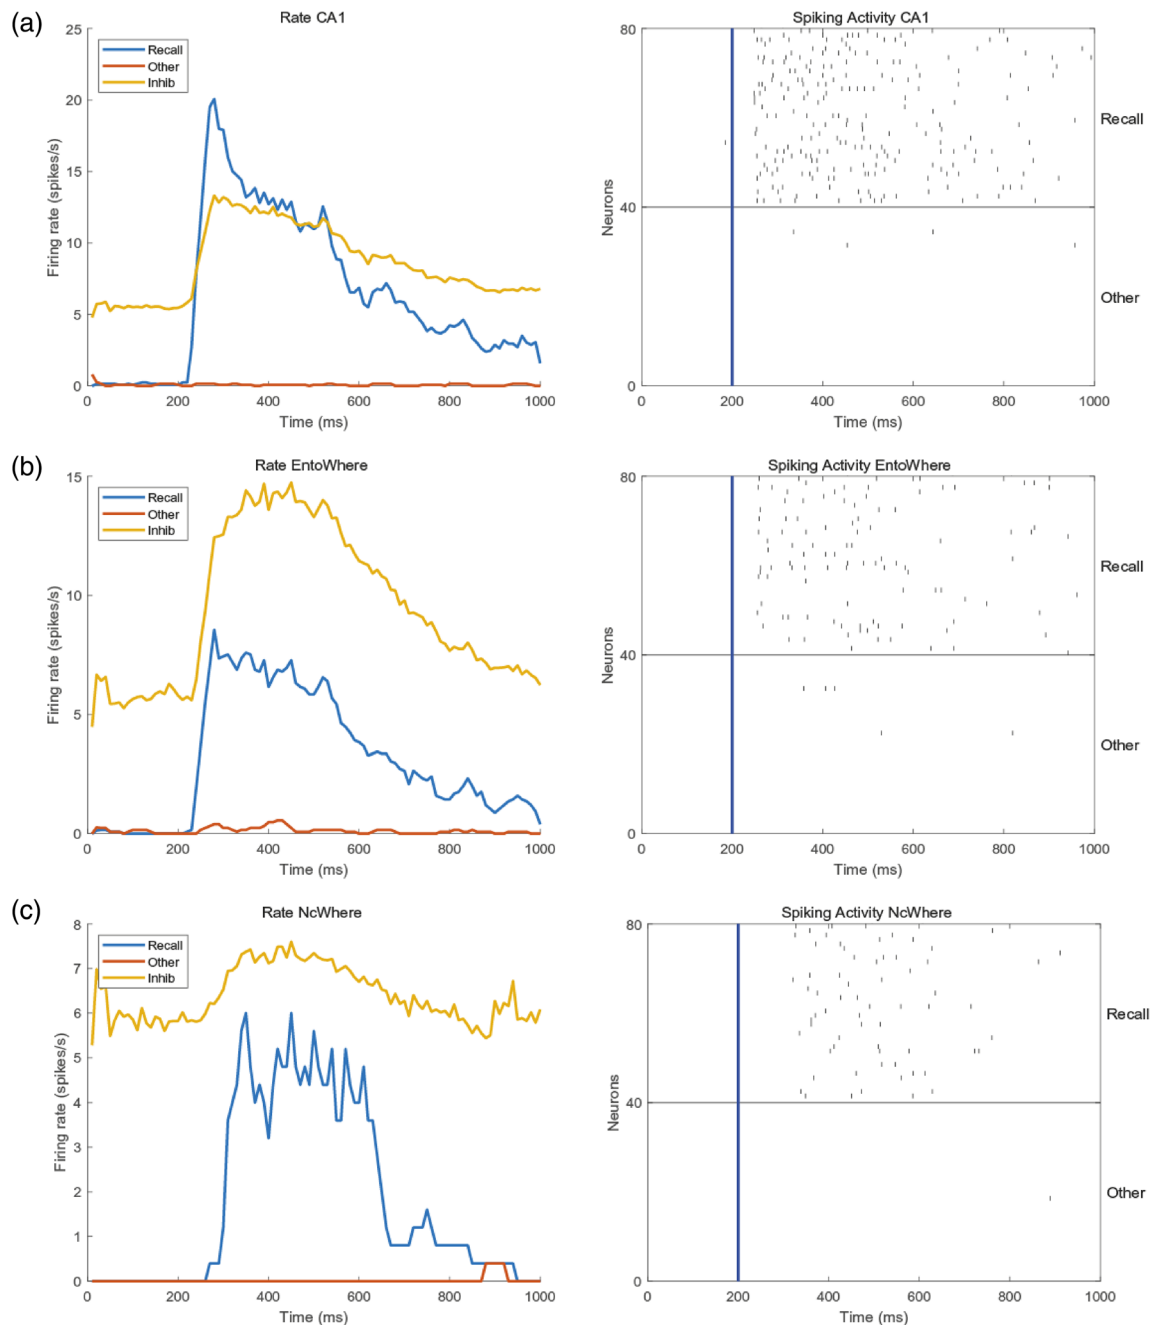 (a)
Rate CA1
Spiking Activity CA1
25
20
15
10
5
0
Recall
Other
Inhib
Firing rate (spikes/s)
0 200 400 600 800 1000
Time (ms)
80
40
0
Neurons
Recall
Other
0 200 400 600 800 1000
Time (ms)
(b)
Rate EntoWhere
Spiking Activity EntoWhere
15
10
5
0
Recall
Other
Inhib
Firing rate (spikes/s)
0 200 400 600 800 1000
Time (ms)
80
40
0
Neurons
Recall
Other
0 200 400 600 800 1000
Time (ms)
(c)
Rate NcWhere
Spiking Activity NcWhere
8
7
6
5
4
3
2
1
0
Recall
Other
Inhib
Firing rate (spikes/s)
0 200 400 600 800 1000
Time (ms)
80
40
0
Neurons
Recall
Other
0 200 400 600 800 1000
Time (ms)